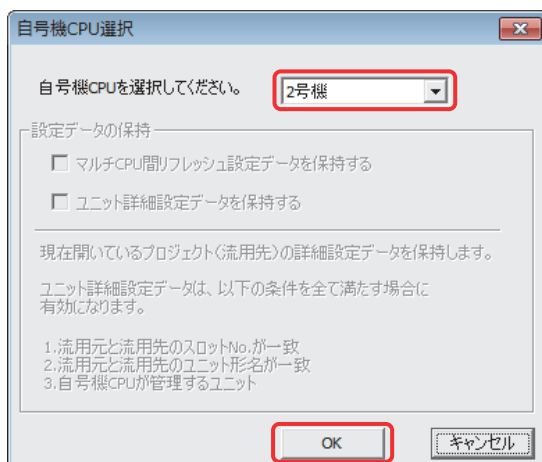 自号機CPU選択
自号機CPUを選択してください。
2号機
設定データの保持
マルチCPU間リフレッシュ設定データを保持する
ユニット詳細設定データを保持する
現在開いているプロジェクト(流用先)の詳細設定データを保持します。
ユニット詳細設定データは、以下の条件を全て満たす場合に
有効になります。
1.流用元と流用先のスロットNo.が一致
2.流用元と流用先のユニット形名が一致
3.自号機CPUが管理するユニット
OK
キャンセル